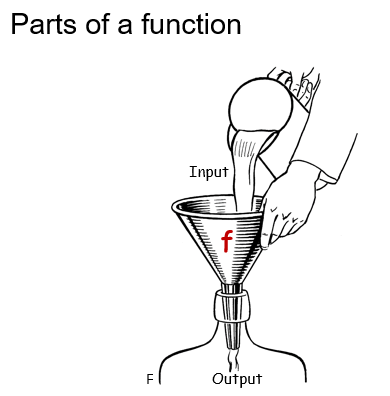 Parts of a function
Input
f
F
Output